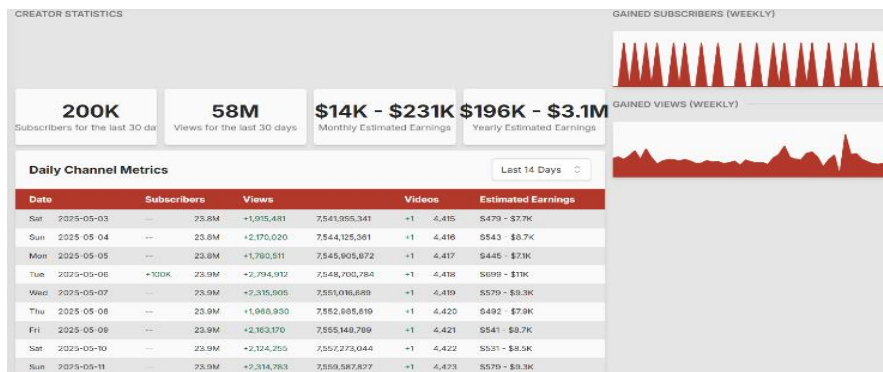 CREATOR STATISTICS
GAINED SUBSCRIBERS (WEEKLY)
200K
Subscribers for the last 30 da
58M
Views for the last 30 days
$14K - $231K
Monthly Estimated Earnings
$196K - $3.1M
Yearly Estimated Earnings
GAINED VIEWS (WEEKLY)
Daily Channel Metrics
Last 14 Days
Date Subscribers Views Videos Estimated Earnings
Sat 2025-05-03 -- 23.8M +1,915,481 7,541,955,341 +1 4,415 $479 - $7.7K
Sun 2025-05-04 -- 23.8M +2,170,020 7,544,125,361 +1 4,416 $543 - $8.7K
Mon 2025-05-05 -- 23.8M +1,780,511 7,545,905,872 +1 4,417 $445 - $7.1K
Tue 2025-05-06 +100K 23.9M +2,794,912 7,548,700,784 +1 4,418 $699 - $11K
Wed 2025-05-07 -- 23.9M +2,315,905 7,551,016,689 +1 4,419 $579 - $9.3K
Thu 2025-05-08 -- 23.9M +1,968,930 7,552,985,619 +1 4,420 $492 - $7.9K
Fri 2025-05-09 -- 23.9M +2,163,170 7,555,148,789 +1 4,421 $541 - $8.7K
Sat 2025-05-10 -- 23.9M +2,124,255 7,557,273,044 +1 4,422 $531 - $8.5K
Sun 2025-05-11 -- 23.9M +2,314,783 7,559,587,827 +1 4,423 $579 - $9.3K